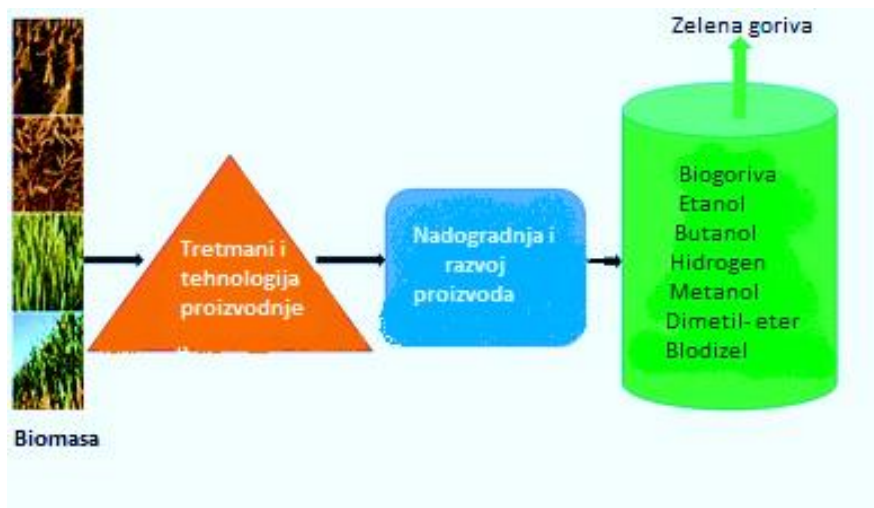 Zelena goriva
Biogoriva
Etanol
Butanol
Hidrogen
Metanol
Dimetil-eter
Blodizel
Nadogradnja i
razvoj
proizvoda
Tretmani i
tehnologija
proizvodnje
Biomasa